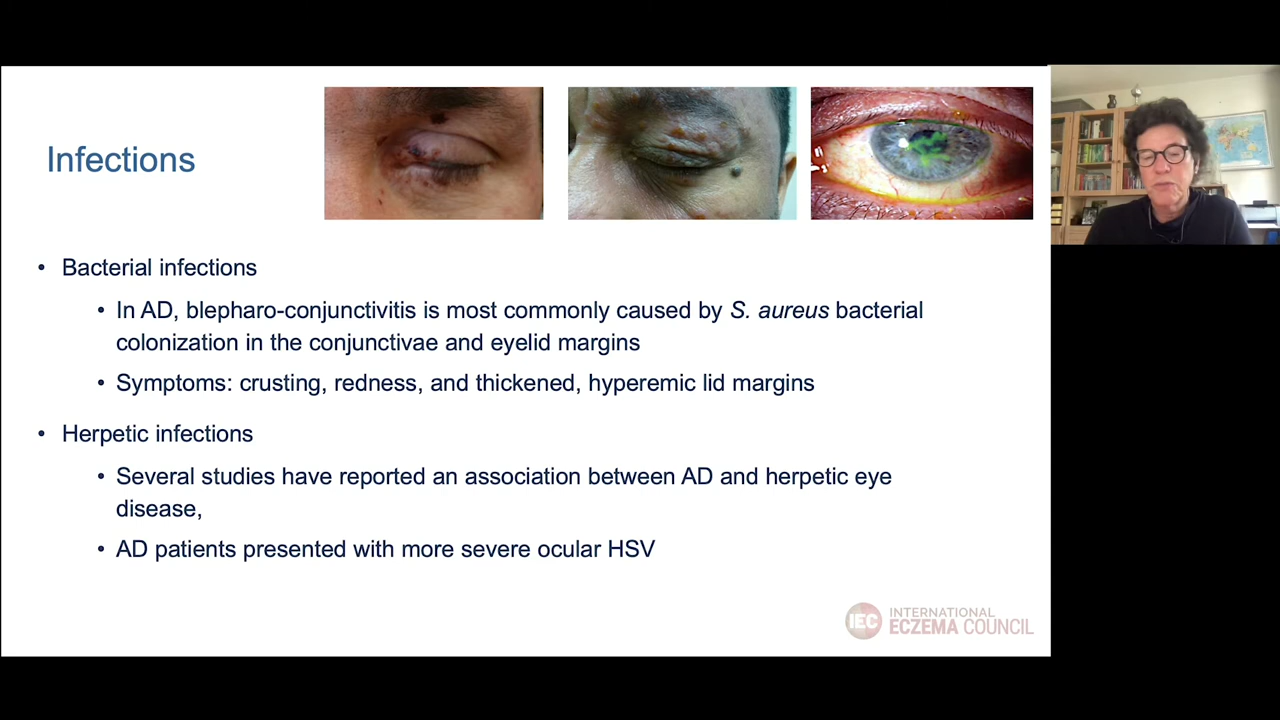 Infections
• Bacterial infections
• In AD, blepharo-conjunctivitis is most commonly caused by S. aureus bacterial
colonization in the conjunctivae and eyelid margins
• Symptoms: crusting, redness, and thickened, hyperemic lid margins
• Herpetic infections
• Several studies have reported an association between AD and herpetic eye
disease,
• AD patients presented with more severe ocular HSV
IEC
INTERNATIONAL
ECZEMA COUNCIL